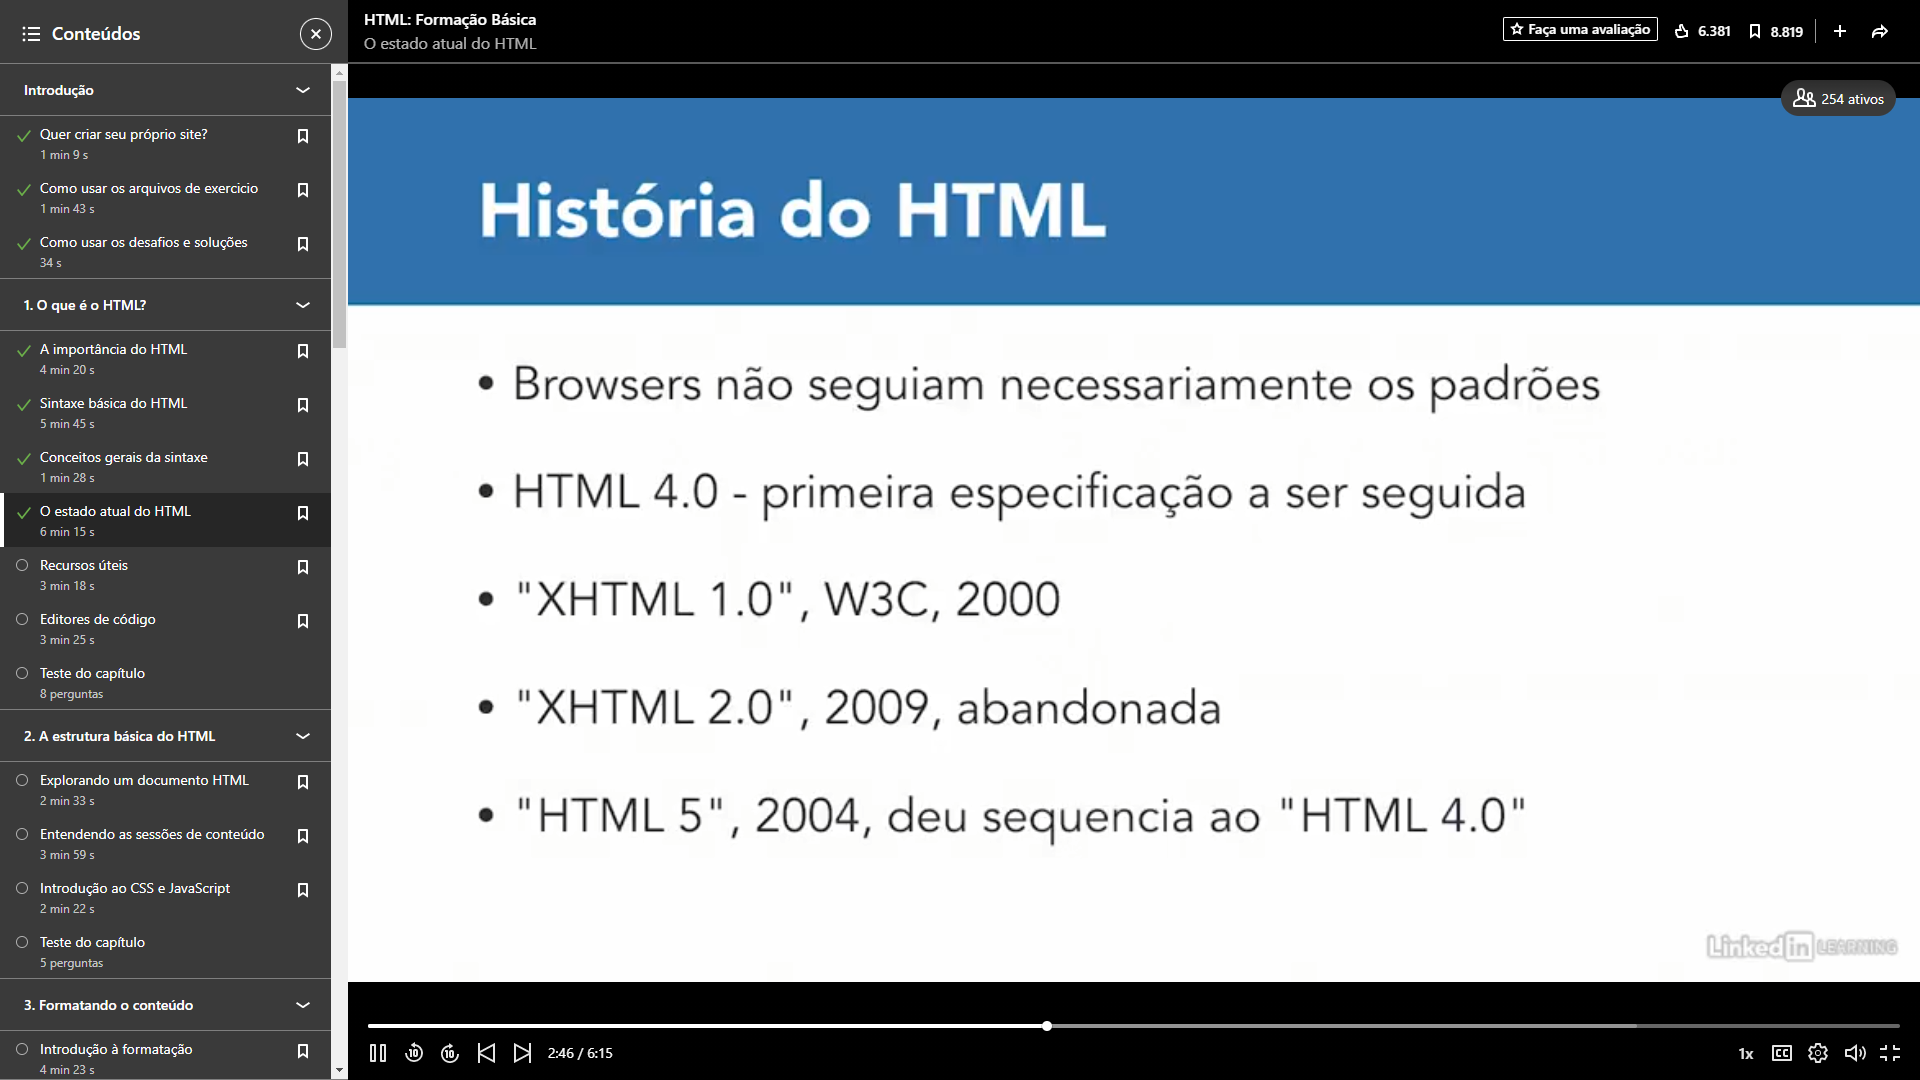 Conteúdos
Introdução
Quer criar seu próprio site?
1 min 9 s
Como usar os arquivos de exercicio
1 min 43 s
Como usar os desafios e soluções
34 s
1. O que é o HTML?
A importância do HTML
4 min 20 s
Sintaxe básica do HTML
5 min 45 s
Conceitos gerais da sintaxe
1 min 28 s
O estado atual do HTML
6 min 15 s
Recursos úteis
3 min 18 s
Editores de código
3 min 25 s
Teste do capítulo
8 perguntas
2. A estrutura básica do HTML
Explorando um documento HTML
2 min 33 s
Entendendo as sessões de conteúdo
3 min 59 s
Introdução ao CSS e JavaScript
2 min 22 s
Teste do capítulo
5 perguntas
3. Formatando o conteúdo
Introdução à formatação
4 min 23 s
HTML: Formação Básica
O estado atual do HTML
Faça uma avaliação
6.381
8.819
254 ativos
História do HTML
• Browsers não seguiam necessariamente os padrões
• HTML 4.0 - primeira especificação a ser seguida
• "XHTML 1.0", W3C, 2000
• "XHTML 2.0", 2009, abandonada
• "HTML 5", 2004, deu sequencia ao "HTML 4.0"
Linked in LEARNING
10
10
2:46 / 6:15
1x
CC